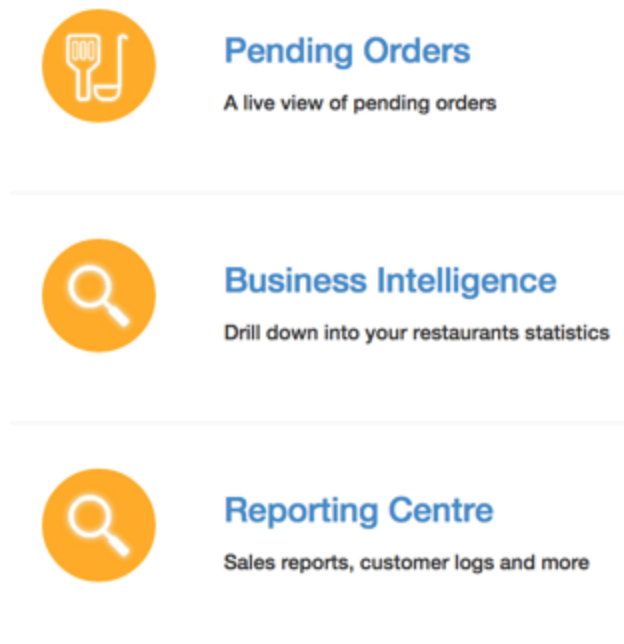 Pending Orders
A live view of pending orders
Business Intelligence
Drill down into your restaurants statistics
Reporting Centre
Sales reports, customer logs and more